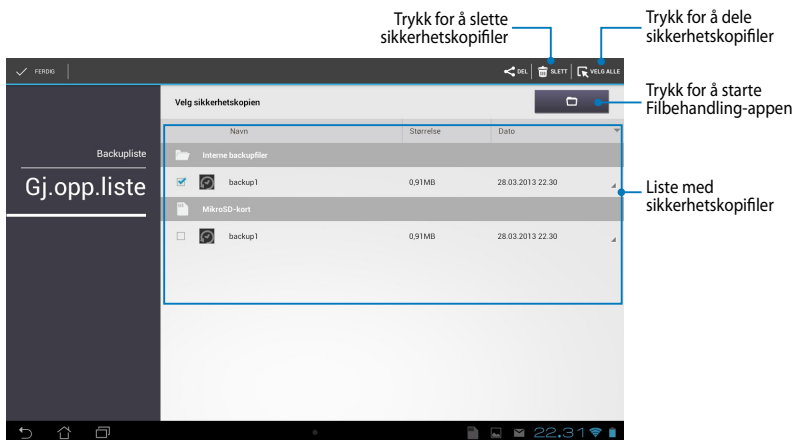 Trykk for å slette
sikkerhetskopifiler
Trykk for å dele
sikkerhetskopifiler
FERDIG
DEL
SLETT
VELG ALLE
Velg sikkerhetskopien
Trykk for å starte
Filbehandling-appen
Navn
Størrelse
Dato
Backupliste
Gj.opp.liste
Interne backupfiler
backup1
0,91MB
28.03.2013 22.30
MikroSD-kort
backup1
0,91MB
28.03.2013 22.30
Liste med
sikkerhetskopifiler
22.31